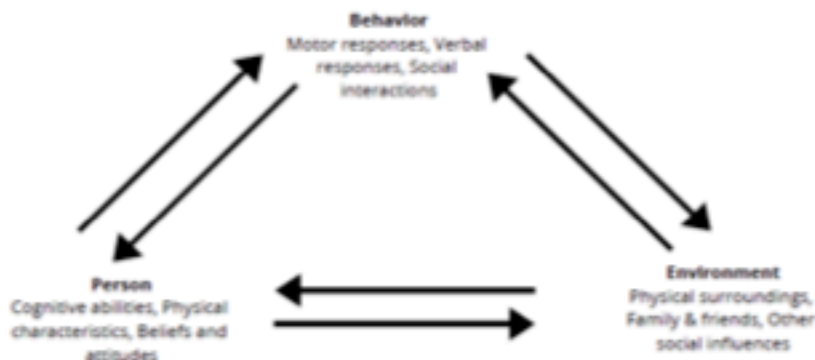 Behavior
Motor responses, Verbal
responses, Social
interactions
Person
Cognitive abilities, Physical
characteristics, Beliefs and
attitudes
Environment
Physical surroundings,
Family & friends, Other
social influences